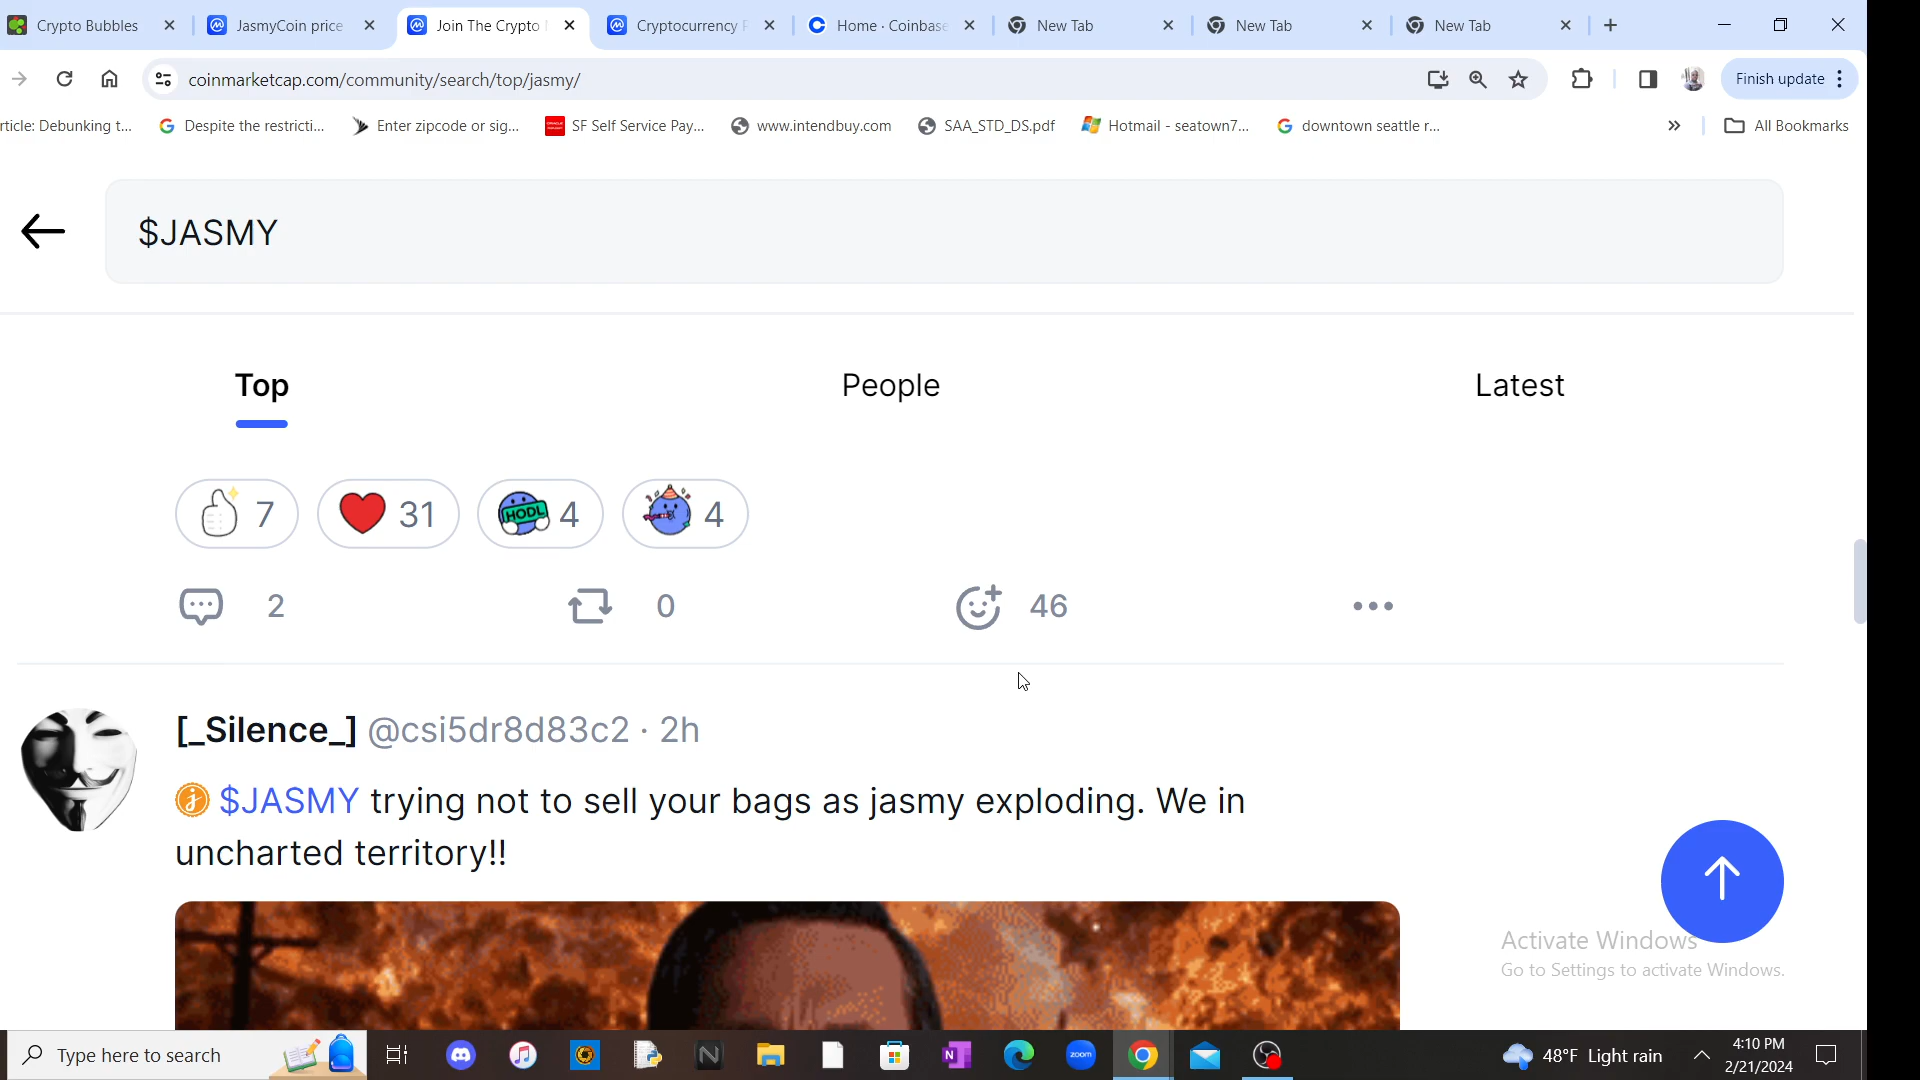 Crypto Bubbles
JasmyCoin price
Join The Crypto
Cryptocurrency
Home · Coinbase
New Tab
New Tab
New Tab
coinmarketcap.com/community/search/top/jasmy/
Finish update
rticle: Debunking t...
Despite the restricti...
Enter zipcode or sig...
SF Self Service Pay...
www.intendbuy.com
SAA_STD_DS.pdf
Hotmail - seatown7...
downtown seattle r...
All Bookmarks
$JASMY
Top
People
Latest
7
31
HODL
4
4
2
0
46
[_Silence_] @csi5dr8d83c2 · 2h
$JASMY trying not to sell your bags as jasmy exploding. We in
uncharted territory!!
Activate Windows
Go to Settings to activate Windows.
Type here to search
N
N
zoom
48°F Light rain
4:10 PM
2/21/2024